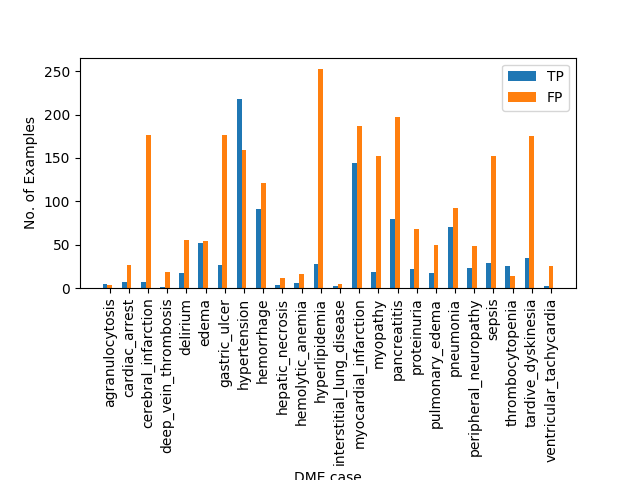 TP
FP
250
200
150
100
50
0
No. of Examples
agranulocytosis
cardiac_arrest
cerebral_infarction
deep_vein_thrombosis
delirium
edema
gastric_ulcer
hypertension
hemorrhage
hepatic_necrosis
hemolytic_anemia
hyperlipidemia
interstitial_lung_disease
myocardial_infarction
myopathy
pancreatitis
proteinuria
pulmonary_edema
pneumonia
peripheral_neuropathy
sepsis
thrombocytopenia
tardive_dyskinesia
ventricular_tachycardia
DME case